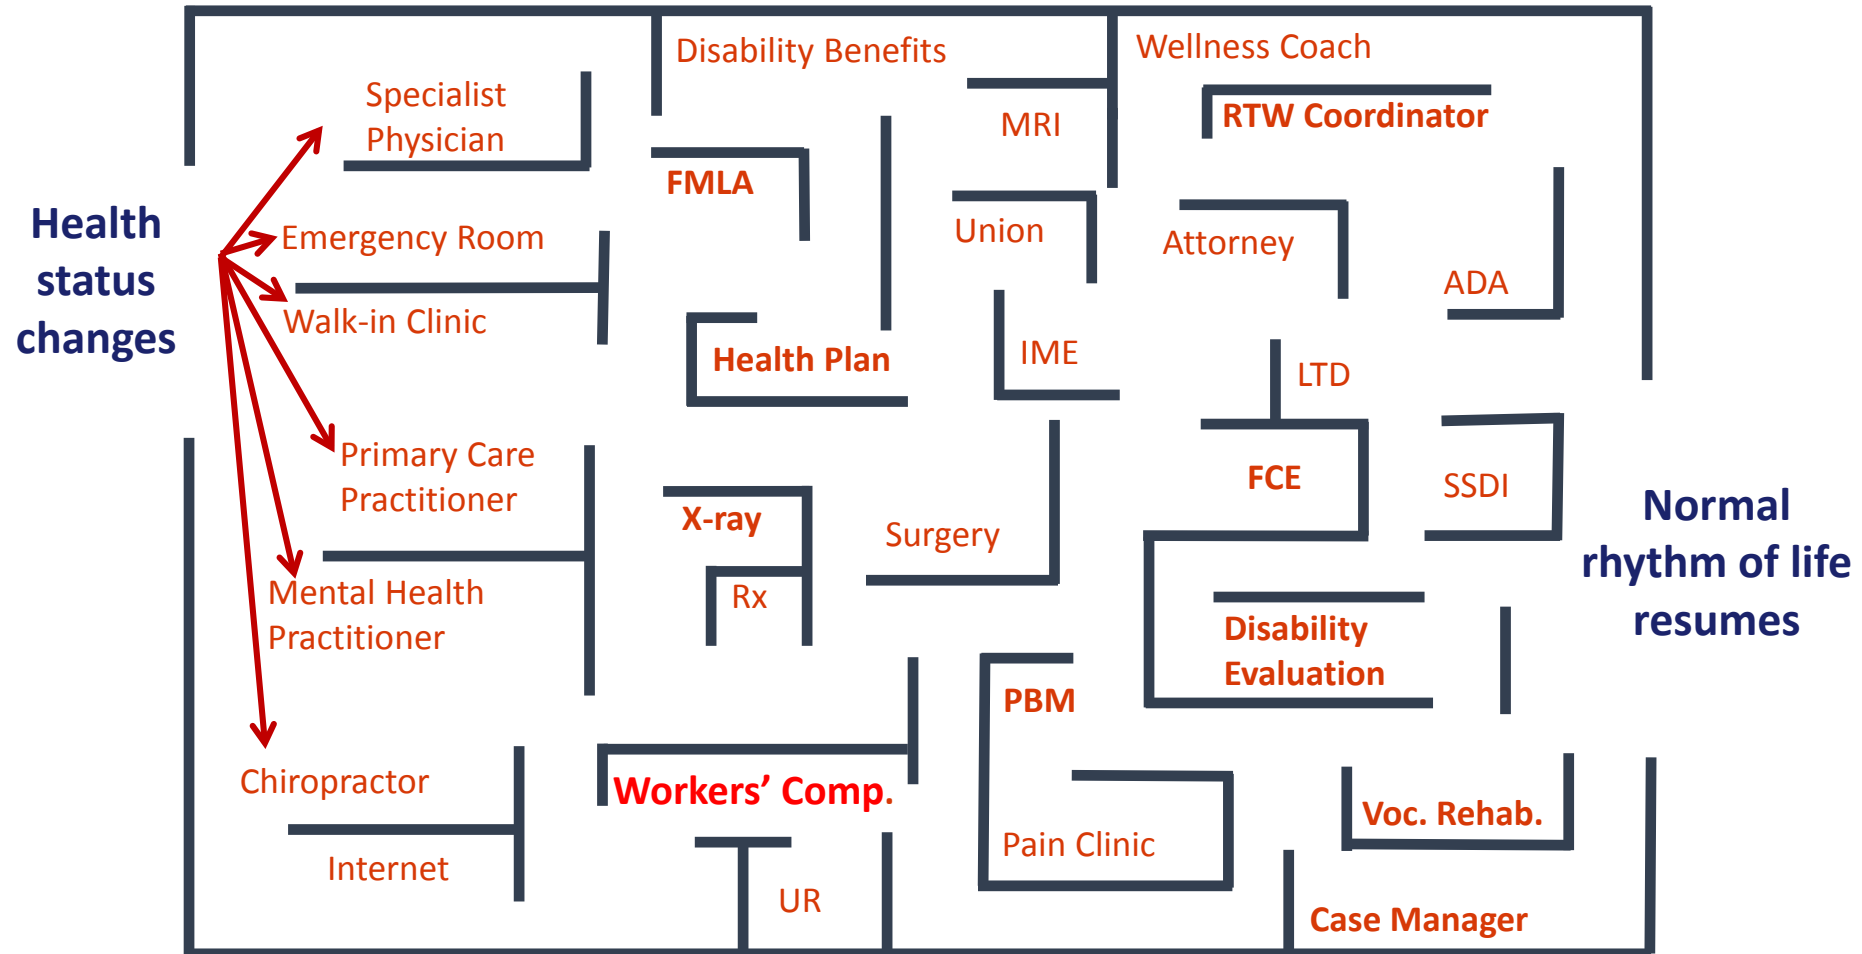 Health
status
changes
Specialist
Physician
Emergency Room
Walk-in Clinic
Primary Care
Practitioner
Mental Health
Practitioner
Chiropractor
Internet
Disability Benefits
FMLA
Health Plan
X-ray
Rx
Workers’ Comp.
UR
MRI
Union
IME
Surgery
PBM
Pain Clinic
Wellness Coach
RTW Coordinator
Attorney
ADA
LTD
FCE
SSDI
Disability
Evaluation
Voc. Rehab.
Case Manager
Normal
rhythm of life
resumes